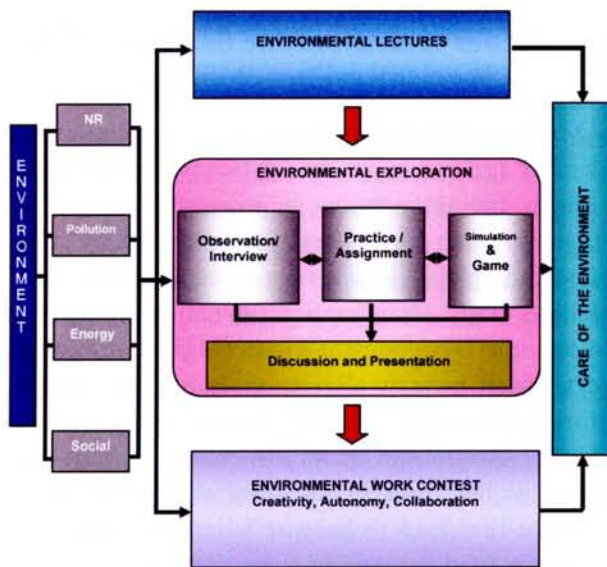 ENVIRONMENT
NR
Pollution
Energy
Social
ENVIRONMENTAL LECTURES
ENVIRONMENTAL EXPLORATION
Observation/
Interview
Practice /
Assignment
Simulation
&
Game
Discussion and Presentation
ENVIRONMENTAL WORK CONTEST
Creativity, Autonomy, Collaboration
CARE OF THE ENVIRONMENT